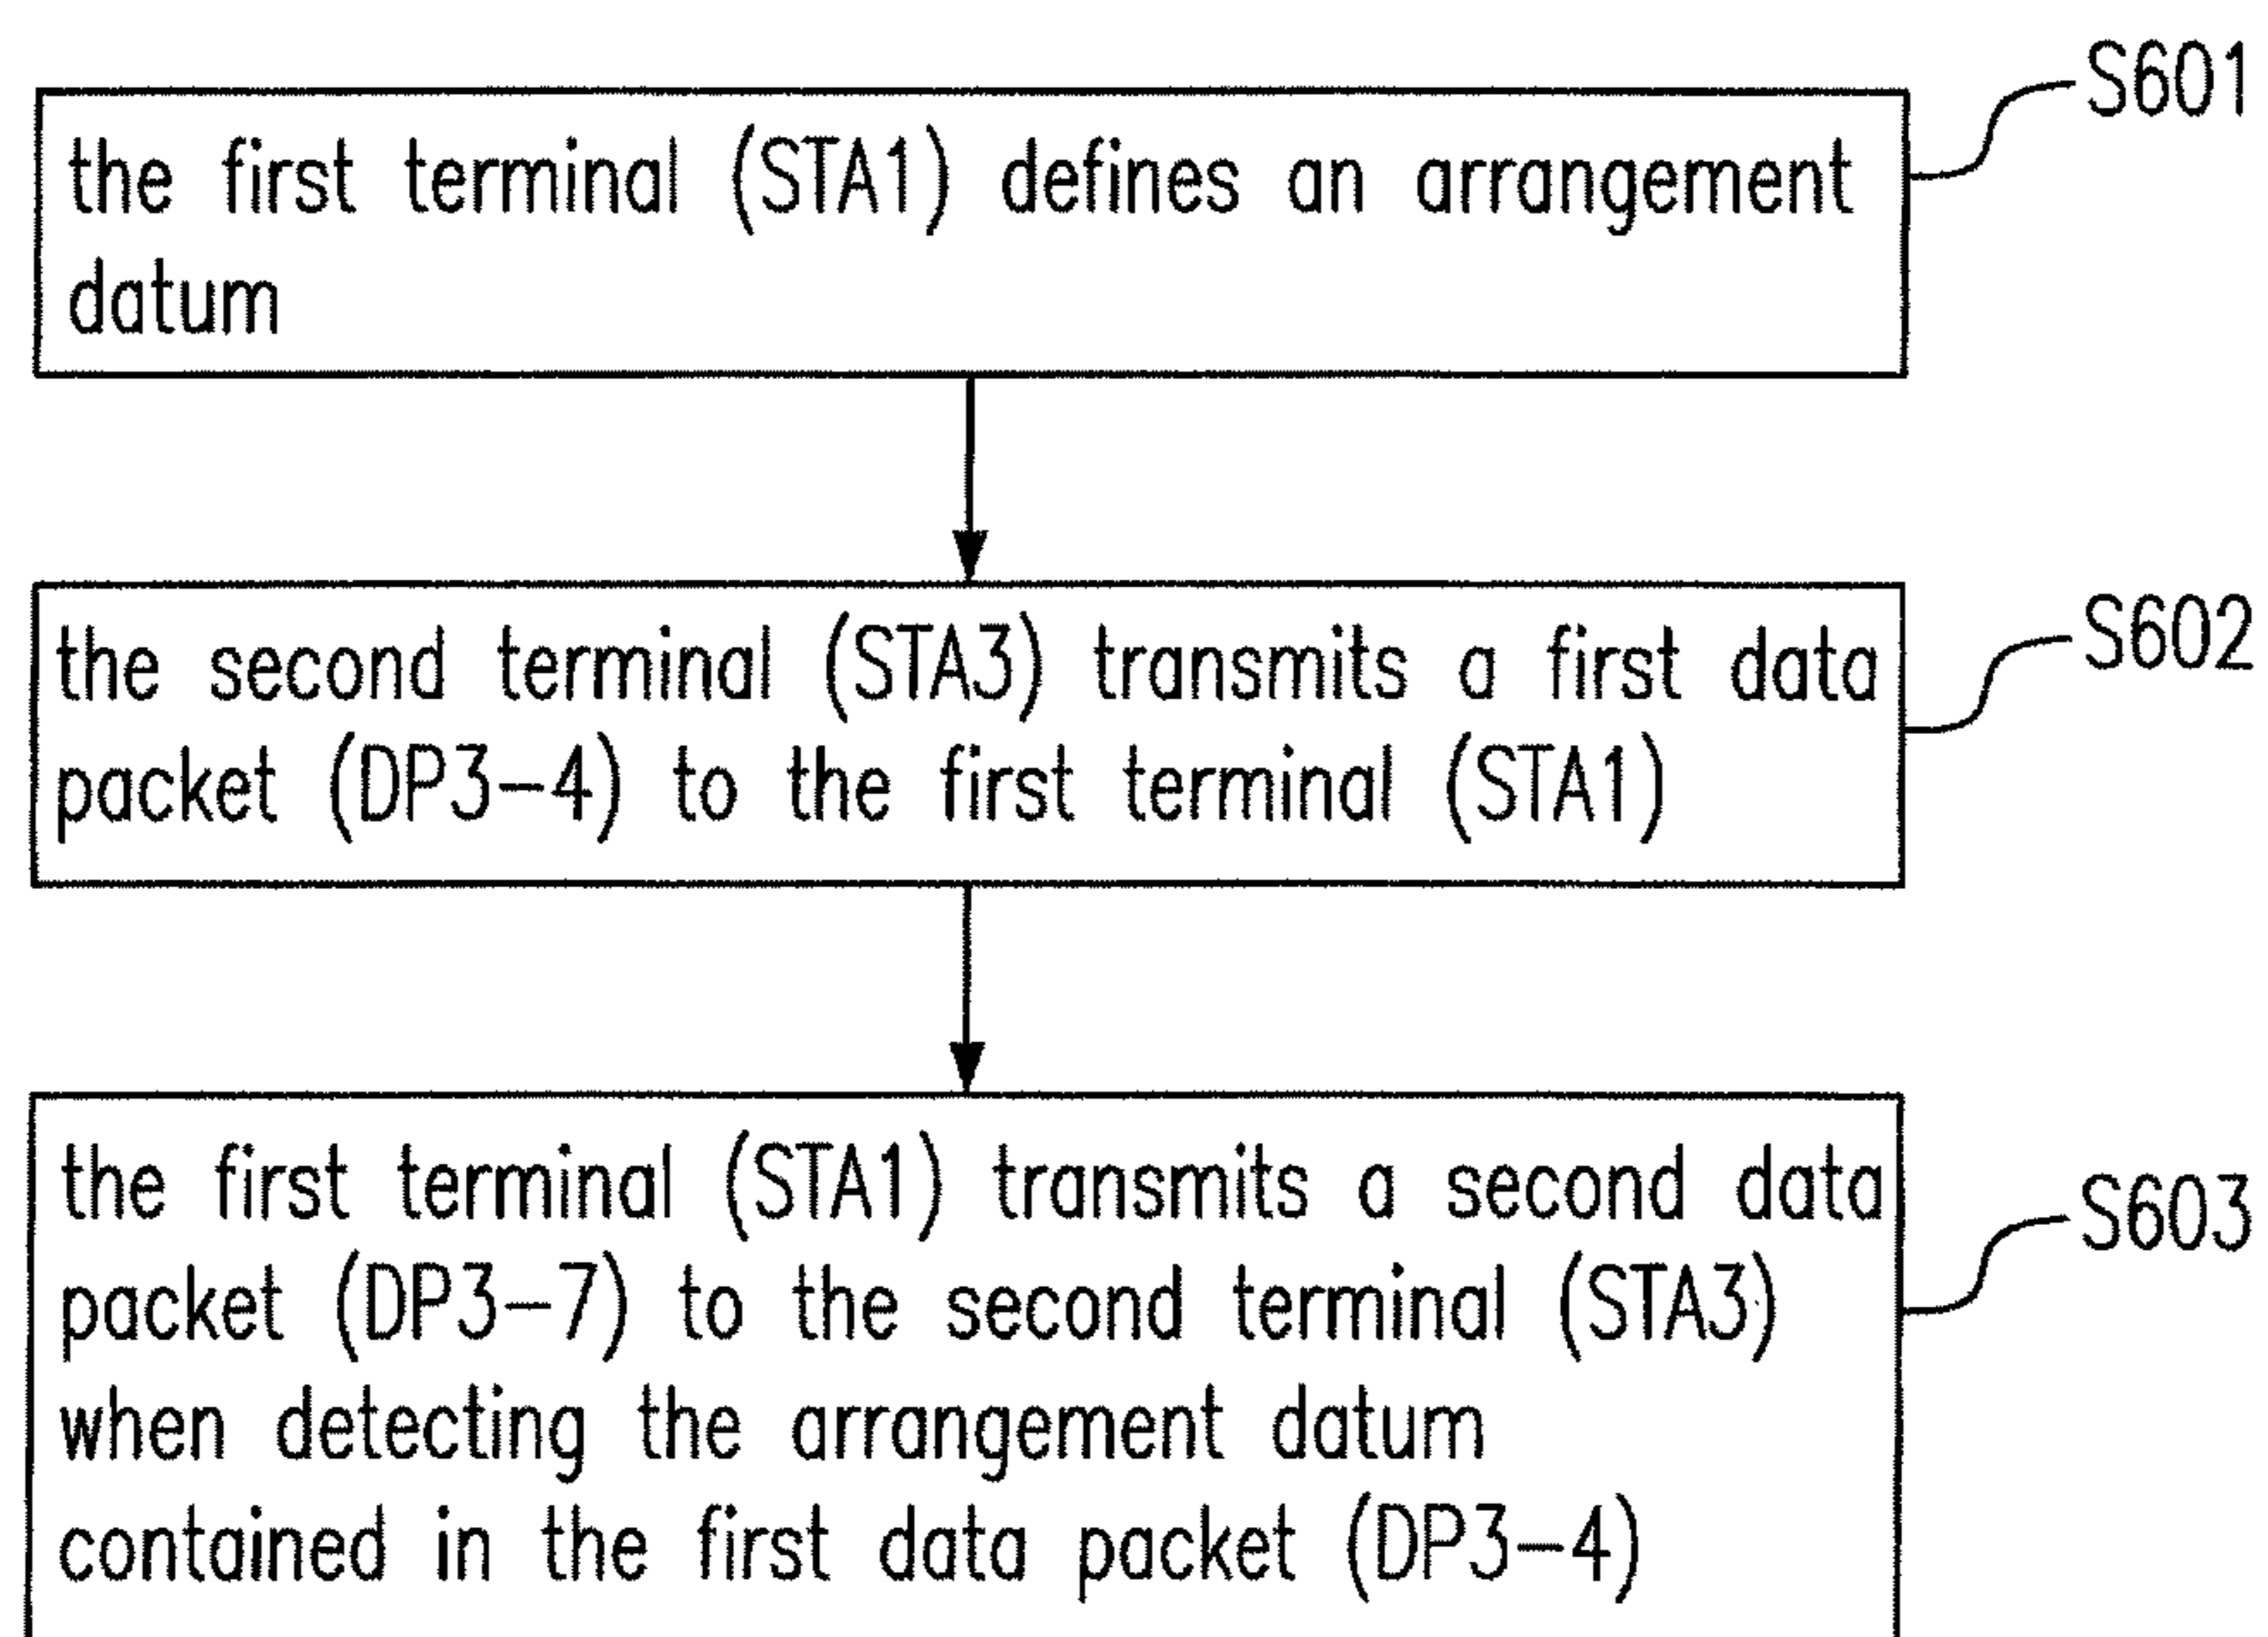 S601
the first terminal (STA1) defines an arrangement
datum
S602
the second terminal (STA3) transmits a first data
packet (DP3-4) to the first terminal (STA1)
S603
the first terminal (STA1) transmits a second data
packet (DP3-7) to the second terminal (STA3)
when detecting the arrangement datum
contained in the first data packet (DP3-4)